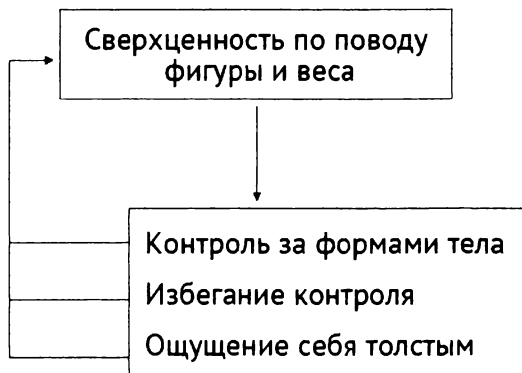 Сверхценность по поводу
фигуры и веса
Контроль за формами тела
Избегание контроля
Ощущение себя толстым